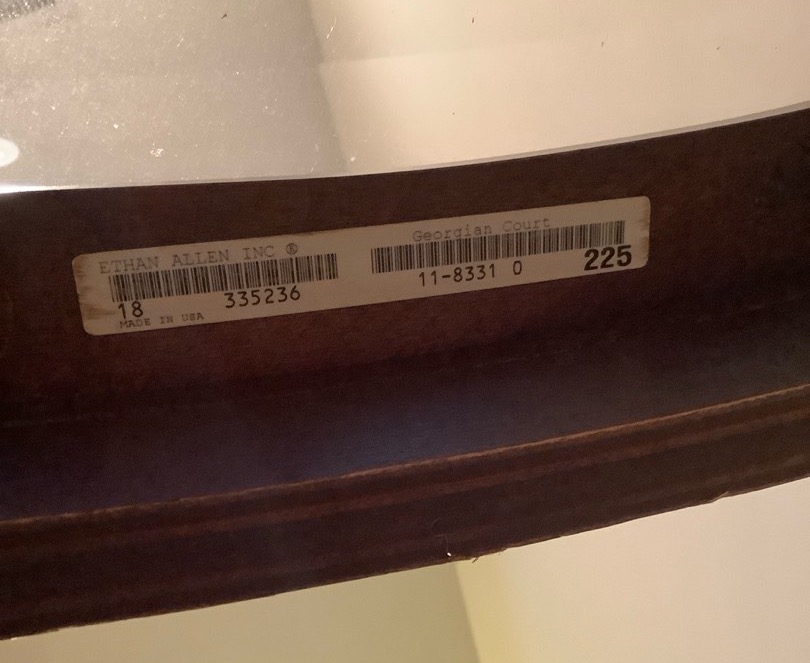 ETHAN ALLEN INC ®
18 335236
MADE IN USA
Georgian Court
11-8331 0 225